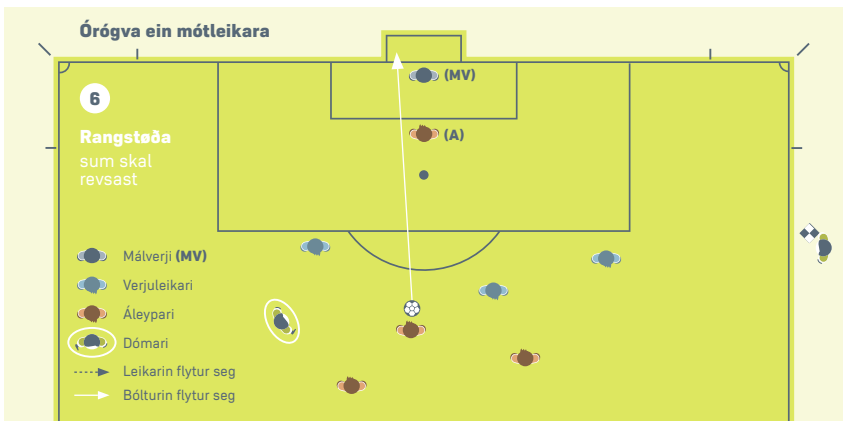 Órógva ein mótleikara
(MV)
6
(A)
Rangstøða
sum skal
revsast
Málverji (MV)
Verjuleikari
Áleypari
Dómari
Leikarin flytur seg
Bólturin flytur seg